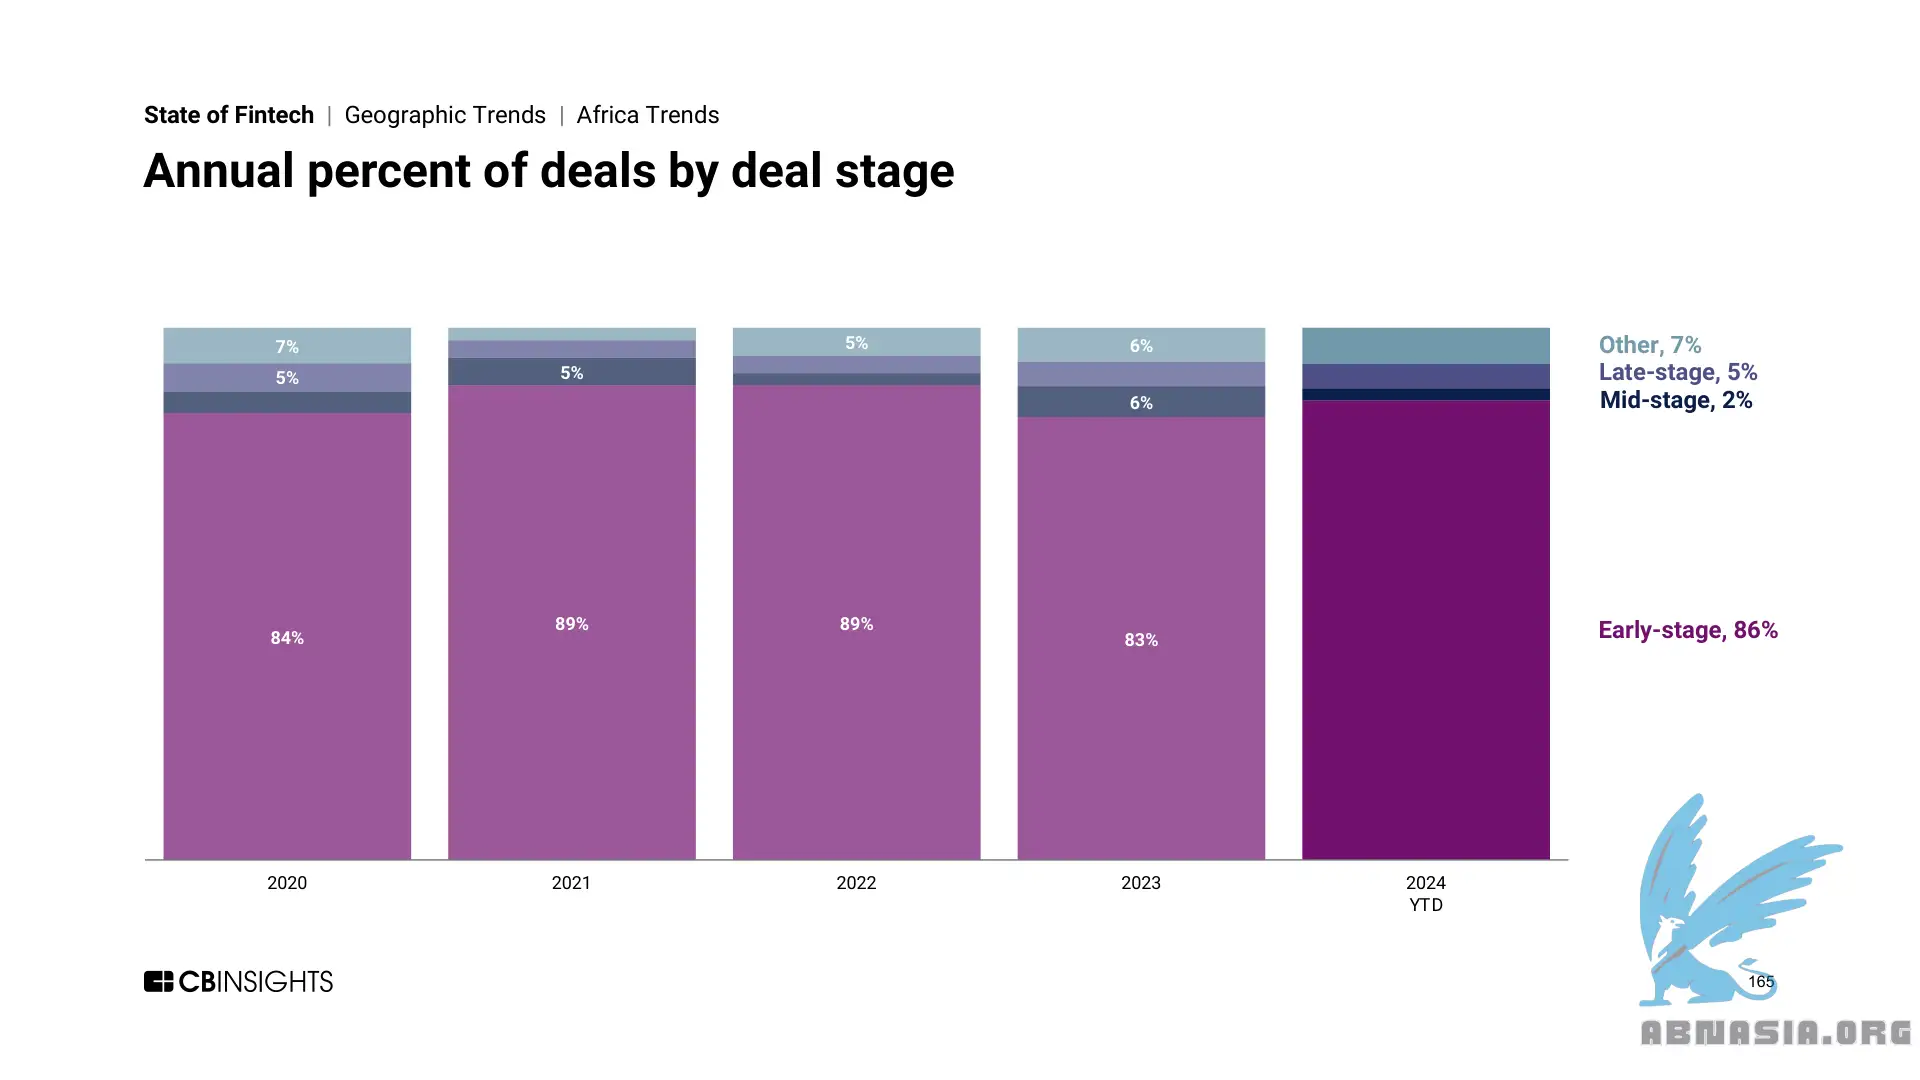 State of Fintech | Geographic Trends | Africa Trends
Annual percent of deals by deal stage
7%
5%
84%
5%
89%
5%
89%
6%
6%
83%
Other, 7%
Late-stage, 5%
Mid-stage, 2%
Early-stage, 86%
2020
2021
2022
2023
2024
YTD
CBINSIGHTS
165
ABNASIA.ORG